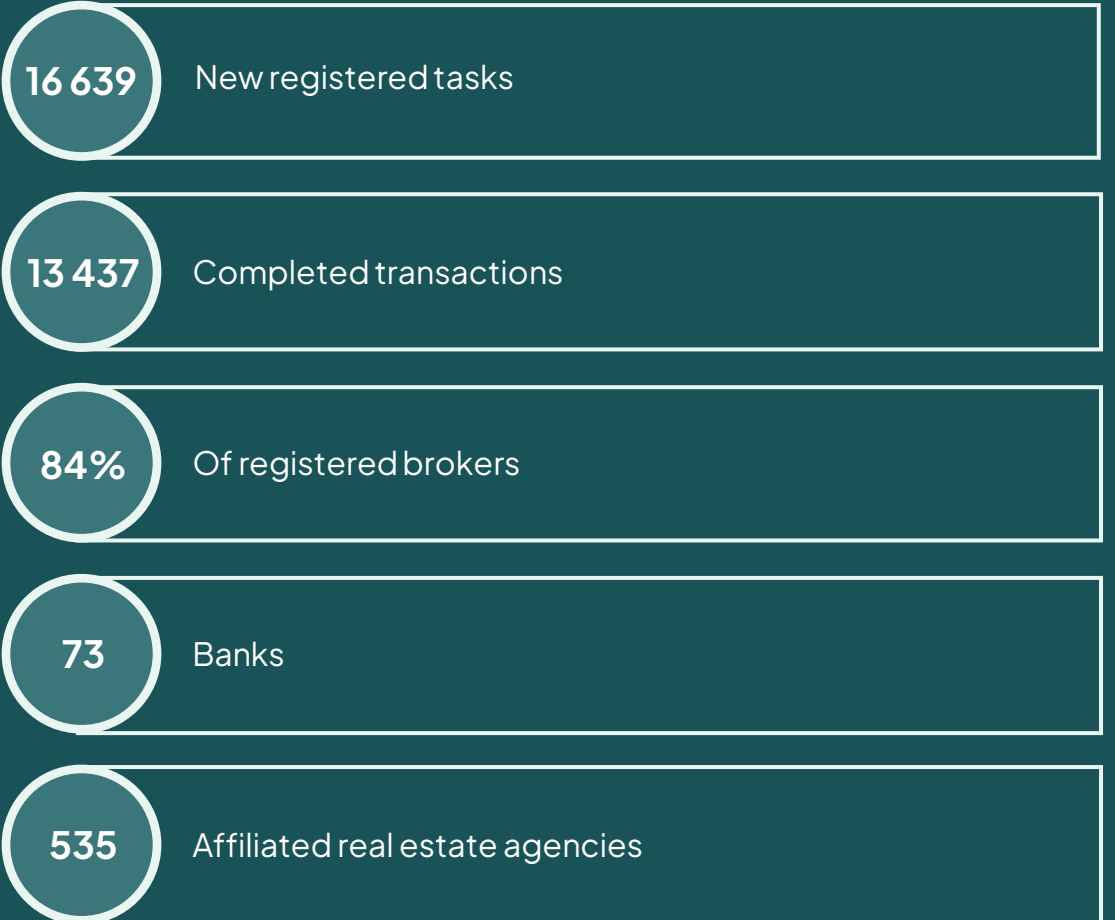 16 639 New registered tasks
13 437 Completed transactions
84% Of registered brokers
73 Banks
535 Affiliated real estate agencies